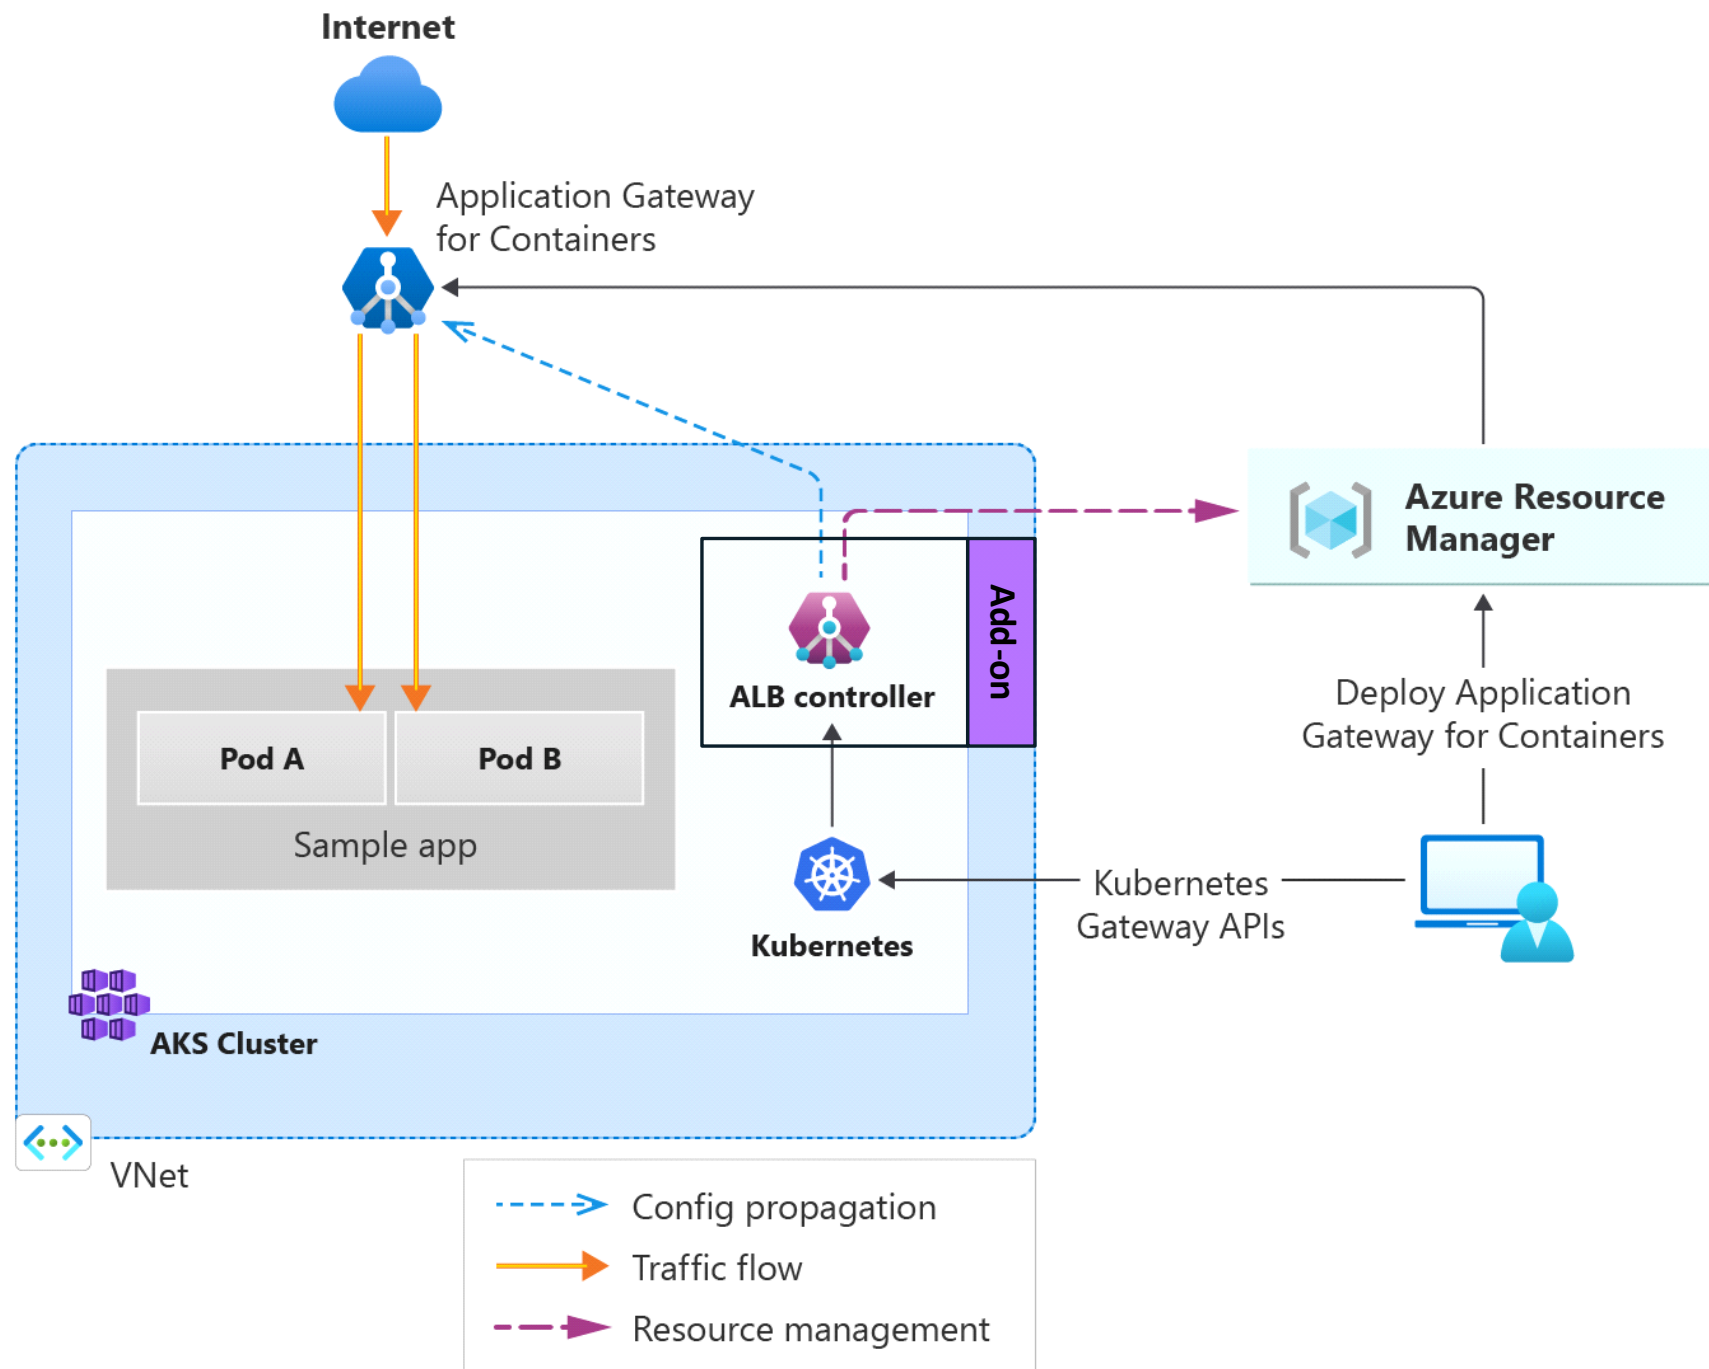 Internet
Application Gateway
for Containers
Azure Resource
Manager
Add-on
ALB controller
Deploy Application
Gateway for Containers
Pod A
Pod B
Sample app
Kubernetes
Gateway APIs
Kubernetes
AKS Cluster
VNet
Config propagation
Traffic flow
Resource management